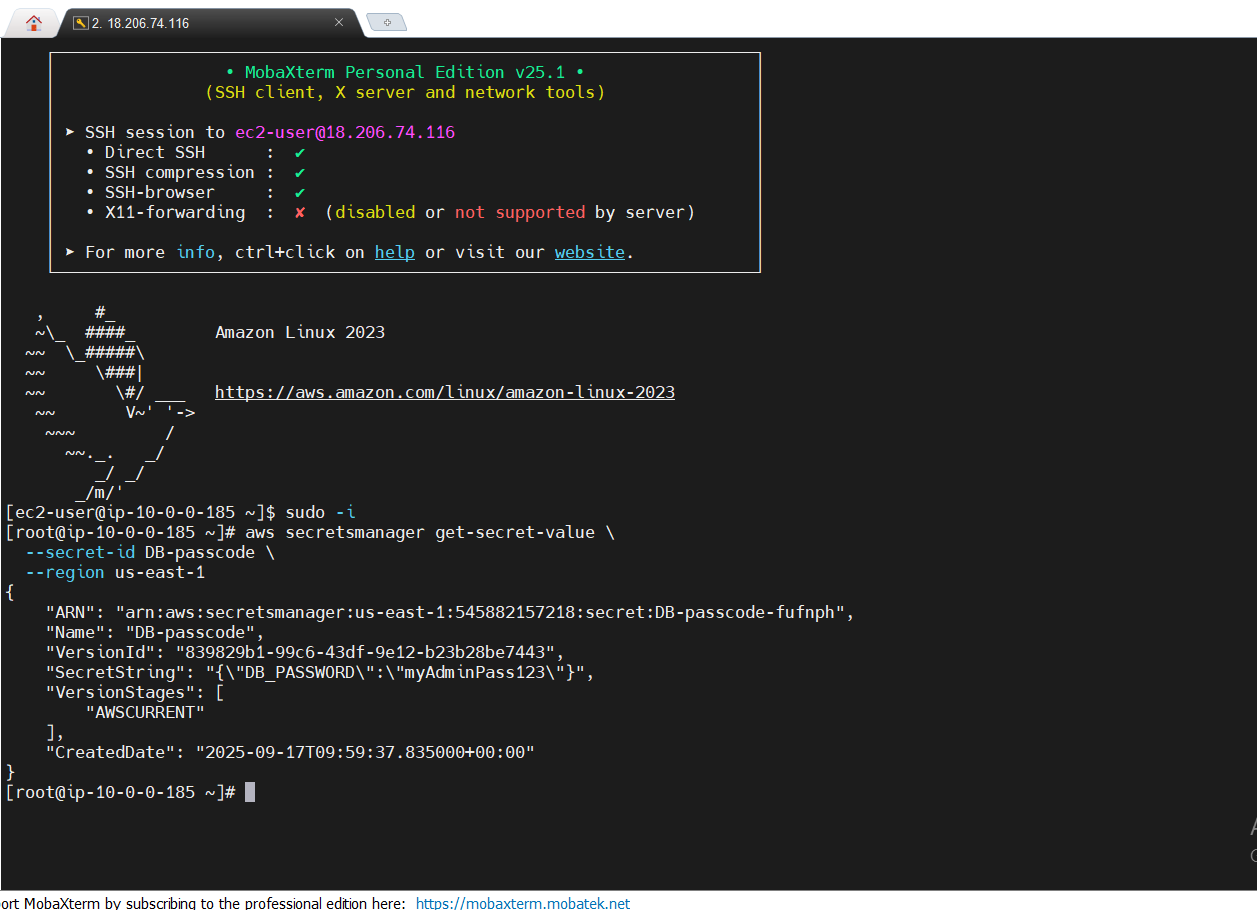 2. 18.206.74.116
• MobaXterm Personal Edition v25.1 •
(SSH client, X server and network tools)
➤ SSH session to ec2-user@18.206.74.116
• Direct SSH : ✔
• SSH compression : ✔
• SSH-browser : ✔
• X11-forwarding : ✘ (disabled or not supported by server)
➤ For more info, ctrl+click on help or visit our website.
   ,     #_
   ~\_  ####_        Amazon Linux 2023
  ~~  \_#####\
  ~~     \###|
  ~~       \#/ ___   https://aws.amazon.com/linux/amazon-linux-2023
   ~~       V~' '->
    ~~~         /
      ~~._.   _/
         _/ _/
       _/m/'
[ec2-user@ip-10-0-0-185 ~]$ sudo -i
[root@ip-10-0-0-185 ~]# aws secretsmanager get-secret-value \
  --secret-id DB-passcode \
  --region us-east-1
{
    "ARN": "arn:aws:secretsmanager:us-east-1:545882157218:secret:DB-passcode-fufnph",
    "Name": "DB-passcode",
    "VersionId": "839829b1-99c6-43df-9e12-b23b28be7443",
    "SecretString": "{\"DB_PASSWORD\":\"myAdminPass123\"}",
    "VersionStages": [
        "AWSCURRENT"
    ],
    "CreatedDate": "2025-09-17T09:59:37.835000+00:00"
}
[root@ip-10-0-0-185 ~]#
ort MobaXterm by subscribing to the professional edition here: https://mobaxterm.mobatek.net